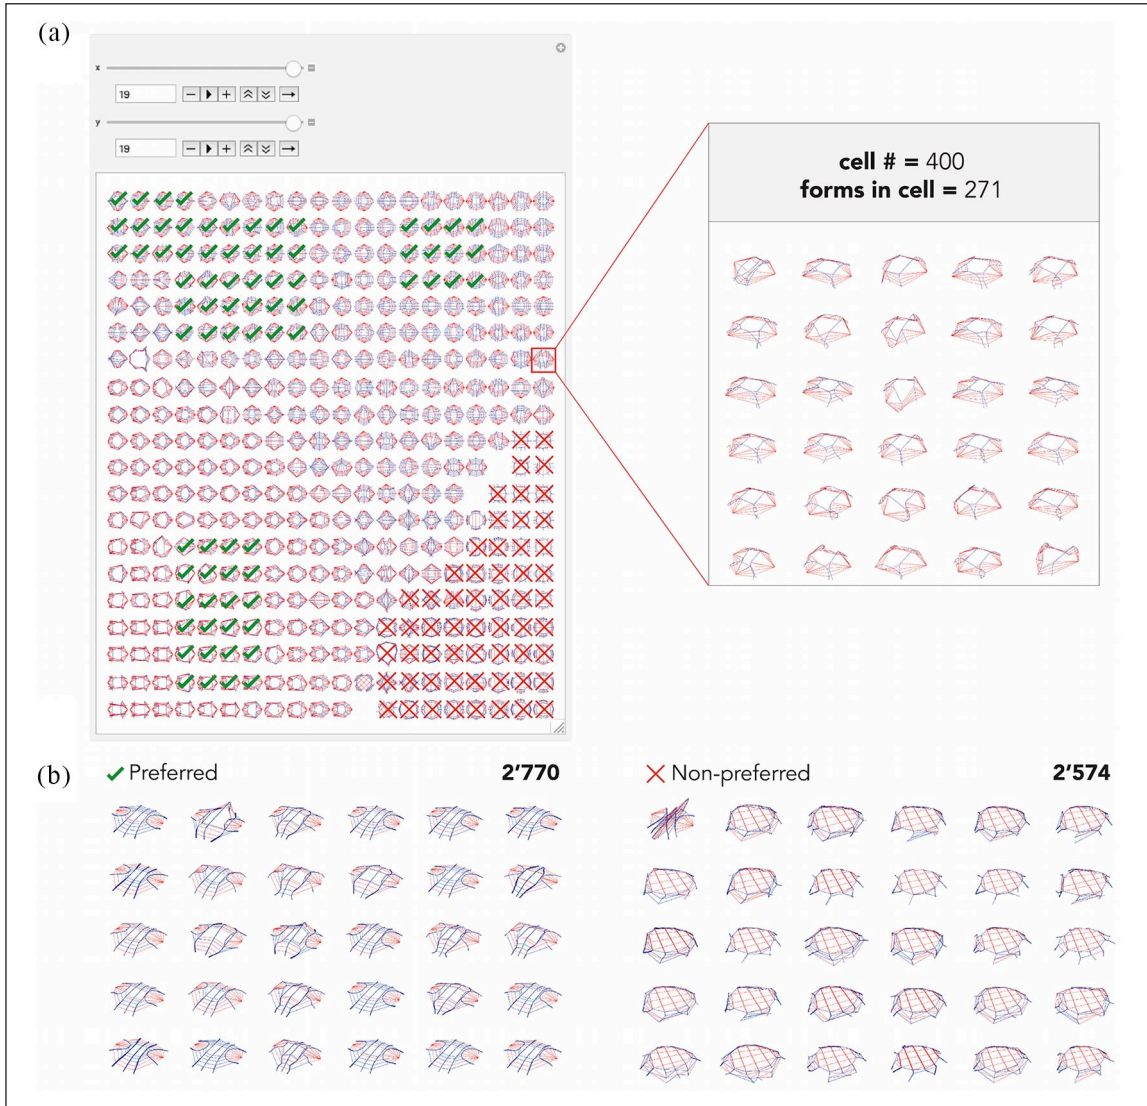 (a)
x
19
y
19
cell # = 400
forms in cell = 271
(b)
Preferred 2'770
Non-preferred 2'574